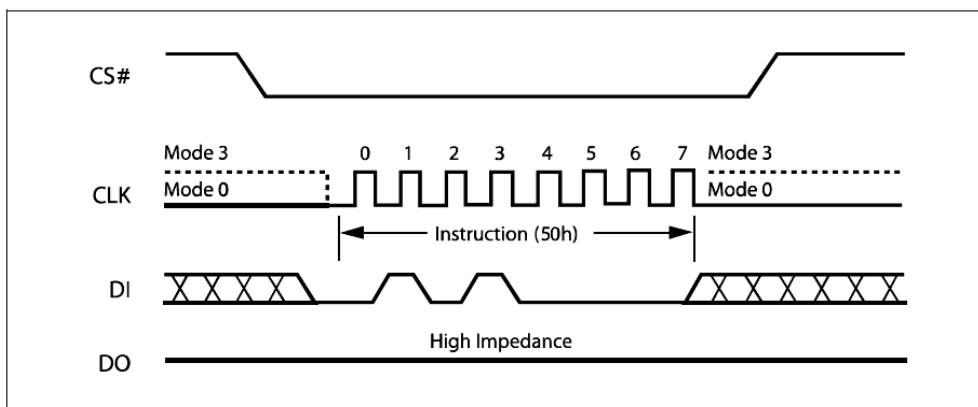 CS#
Mode 3
0 1 2 3 4 5 6 7
Mode 3
CLK
Mode 0
Mode 0
Instruction (50h)
DI
High Impedance
DO